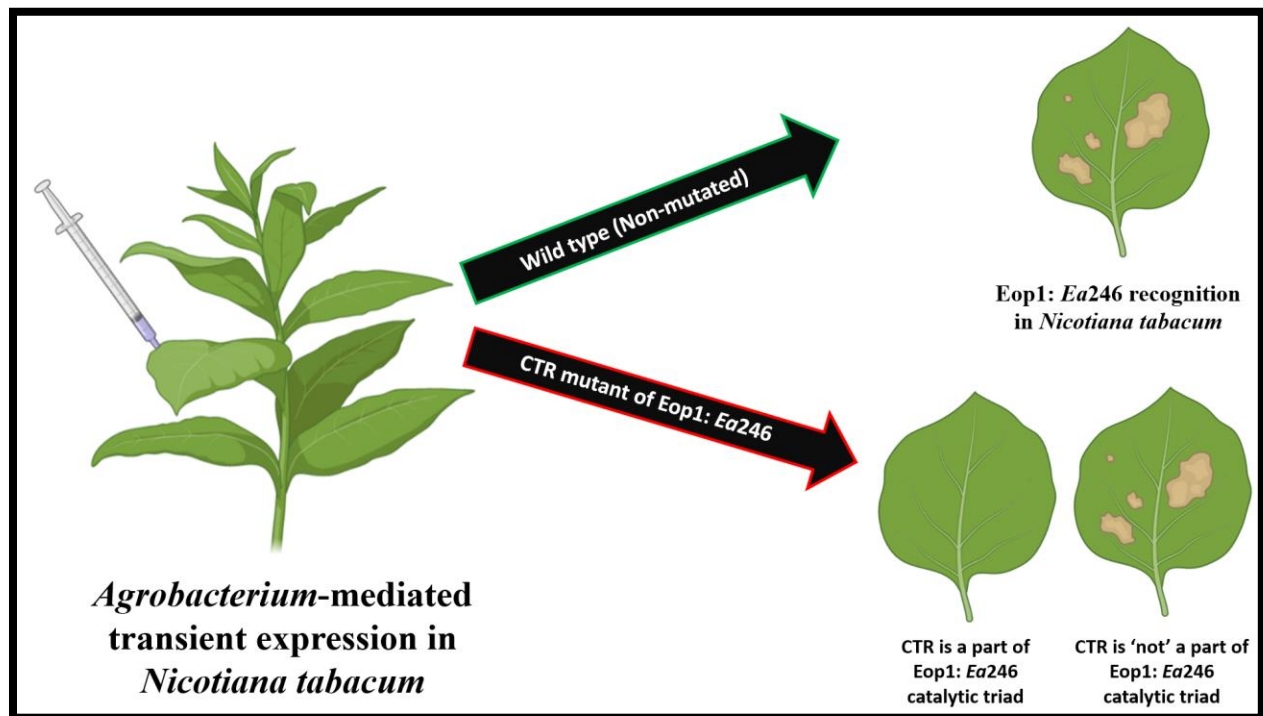 Wild type (Non-mutated)
Eop1: Ea246 recognition
in Nicotiana tabacum
CTR mutant of Eop1: Ea246
Agrobacterium-mediated
transient expression in
Nicotiana tabacum
CTR is a part of
Eop1: Ea246
catalytic triad
CTR is ‘not’ a part of
Eop1: Ea246
catalytic triad